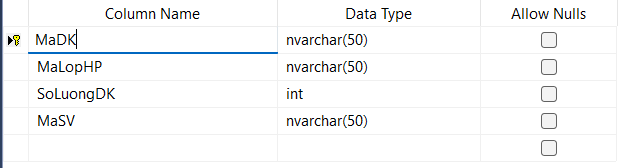 Column Name Data Type Allow Nulls
MaDK nvarchar(50)
MaLopHP nvarchar(50)
SoLuongDK int
MaSV nvarchar(50)